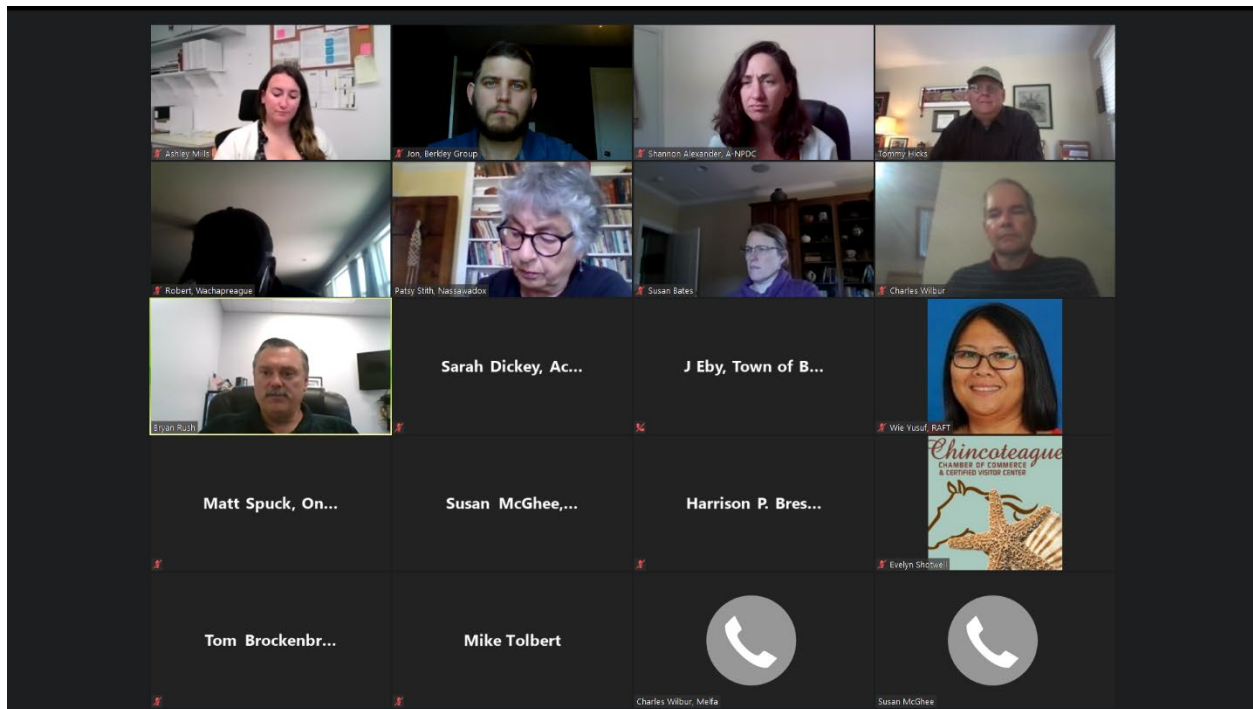 Ashley Mills
Jon, Berkley Group
Shannon Alexander, A-NPDC
Tommy Hicks
Robert, Wachapreague
Patsy Stith, Nassawadox
Susan Bates
Charles Wilbur
Bryan Rush
Sarah Dickey, Ac...
J Eby, Town of B...
Wie Yusuf, RAFT
Matt Spuck, On...
Susan McGhee,...
Harrison P. Bres...
Chincoteague
CHAMBER OF COMMERCE
& CERTIFIED VISITOR CENTER
Evelyn Shotwell
Tom Brockenbr...
Mike Tolbert
Charles Wilbur, Melfa
Susan McGhee